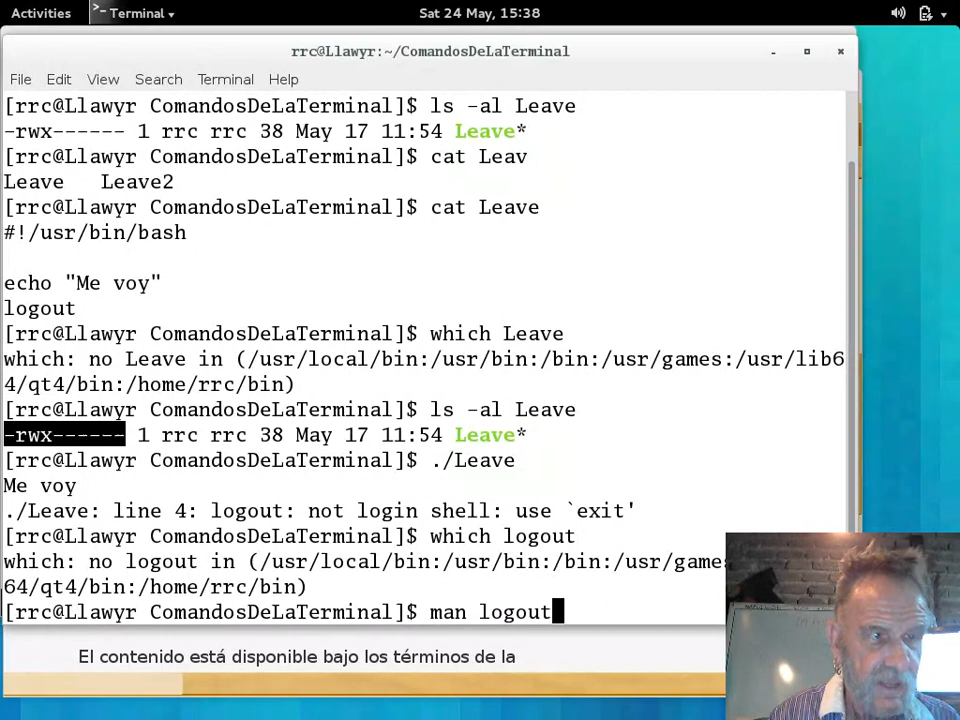 Activities
Terminal
Sat 24 May, 15:38
rrc@Llawyr:~/ComandosDeLaTerminal
File Edit View Search Terminal Help
[rrc@Llawyr ComandosDeLaTerminal]$ ls -al Leave
-rwx------ 1 rrc rrc 38 May 17 11:54 Leave*
[rrc@Llawyr ComandosDeLaTerminal]$ cat Leav
Leave Leave2
[rrc@Llawyr ComandosDeLaTerminal]$ cat Leave
#!/usr/bin/bash
echo "Me voy"
logout
[rrc@Llawyr ComandosDeLaTerminal]$ which Leave
which: no Leave in (/usr/local/bin:/usr/bin:/bin:/usr/games:/usr/lib6
4/qt4/bin:/home/rrc/bin)
[rrc@Llawyr ComandosDeLaTerminal]$ ls -al Leave
-rwx------ 1 rrc rrc 38 May 17 11:54 Leave*
[rrc@Llawyr ComandosDeLaTerminal]$ ./Leave
Me voy
./Leave: line 4: logout: not login shell: use `exit'
[rrc@Llawyr ComandosDeLaTerminal]$ which logout
which: no logout in (/usr/local/bin:/usr/bin:/bin:/usr/games
64/qt4/bin:/home/rrc/bin)
[rrc@Llawyr ComandosDeLaTerminal]$ man logout
El contenido está disponible bajo los términos de la